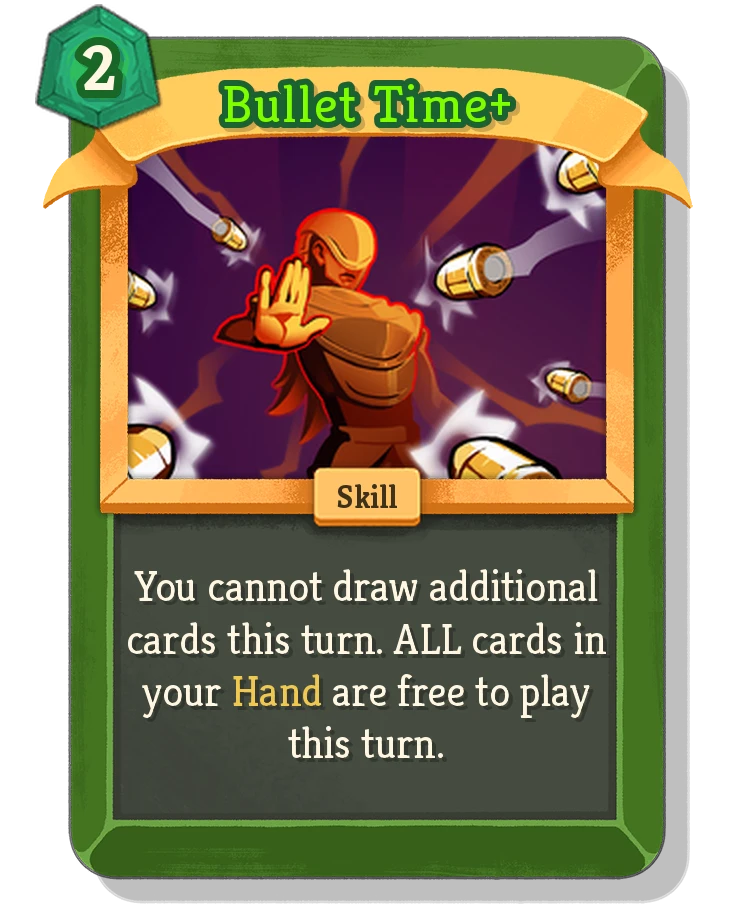 2
Bullet Time+
Skill
You cannot draw additional
cards this turn. ALL cards in
your Hand are free to play
this turn.